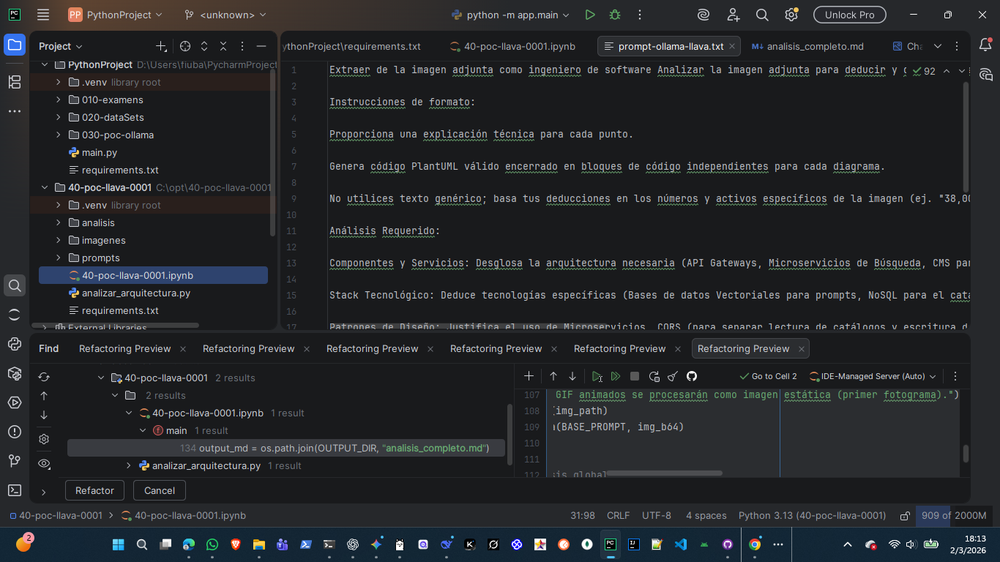 PP PythonProject <unknown> python -m app.main Unlock Pro
Project
ythonProject\requirements.txt 40-poc-llava-0001.ipynb prompt-ollama-llava.txt analisis_completo.md Cha
PythonProject D:\Users\fiuba\PycharmProject
.venv library root
010-examens
020-dataSets
030-poc-ollama
main.py
requirements.txt
40-poc-llava-0001 C:\opt\40-poc-llava-0001
.venv library root
analisis
imagenes
prompts
40-poc-llava-0001.ipynb
analizar_arquitectura.py
requirements.txt
External Libraries
1 Extraer de la imagen adjunta como ingeniero de software Analizar la imagen adjunta para deducir y 92
2
3 Instrucciones de formato:
4
5 Proporciona una explicación técnica para cada punto.
6
7 Genera código PlantUML válido encerrado en bloques de código independientes para cada diagrama.
8
9 No utilices texto genérico; basa tus deducciones en los números y activos específicos de la imagen (ej. "38,00
10
11 Análisis Requerido:
12
13 Componentes y Servicios: Desglosa la arquitectura necesaria (API Gateways, Microservicios de Búsqueda, CMS par
14
15 Stack Tecnológico: Deduce tecnologías específicas (Bases de datos Vectoriales para prompts, NoSQL para el cata
16
17 Patrones de Diseño: Justifica el uso de Microservicios, CQRS (para separar lectura de catálogos y escritura d
Find Refactoring Preview Refactoring Preview Refactoring Preview Refactoring Preview Refactoring Preview Refactoring Preview
40-poc-llava-0001 2 results
2 results
40-poc-llava-0001.ipynb 1 result
main 1 result
134 output_md = os.path.join(OUTPUT_DIR, "analisis_completo.md")
analizar_arquitectura.py 1 result
Refactor Cancel
Go to Cell 2 IDE-Managed Server (Auto)
107 GIF animados se procesarán como imagen estática (primer fotograma).")
108 (img_path)
109 a(BASE_PROMPT, img_b64)
110
111
112 sis global
40-poc-llava-0001 40-poc-llava-0001.ipynb 31:98 CRLF UTF-8 4 spaces Python 3.13 (40-poc-llava-0001) 909 of 2000M
2
18:13
2/3/2026